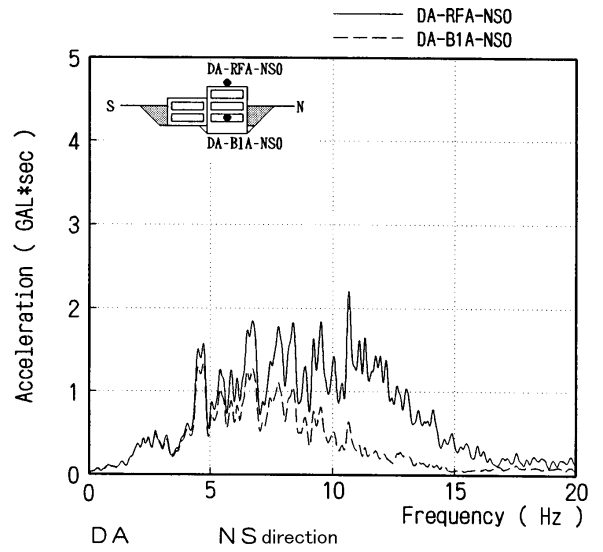 DA-RFA-NS0
DA-B1A-NS0
5
4
3
2
1
0
Acceleration ( GAL*sec )
DA-RFA-NS0
S
N
DA-B1A-NS0
0
5
10
15
20
Frequency ( Hz )
DA
NS direction